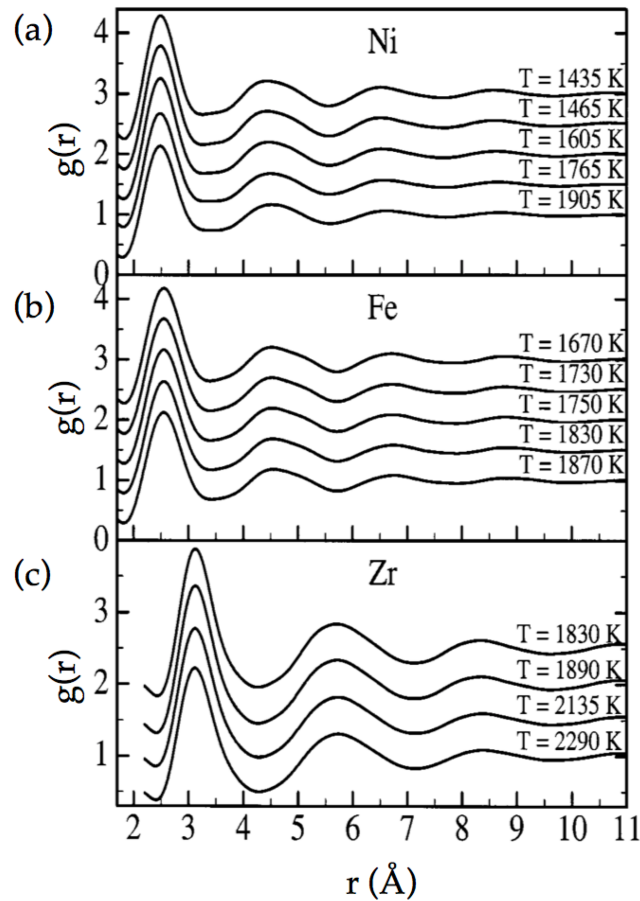 (a)
Ni
g(r)
4
3
2
1
0
T = 1435 K
T = 1465 K
T = 1605 K
T = 1765 K
T = 1905 K
(b)
Fe
g(r)
4
3
2
1
0
T = 1670 K
T = 1730 K
T = 1750 K
T = 1830 K
T = 1870 K
(c)
Zr
g(r)
3
2
1
T = 1830 K
T = 1890 K
T = 2135 K
T = 2290 K
2 3 4 5 6 7 8 9 10 11
r (Å)